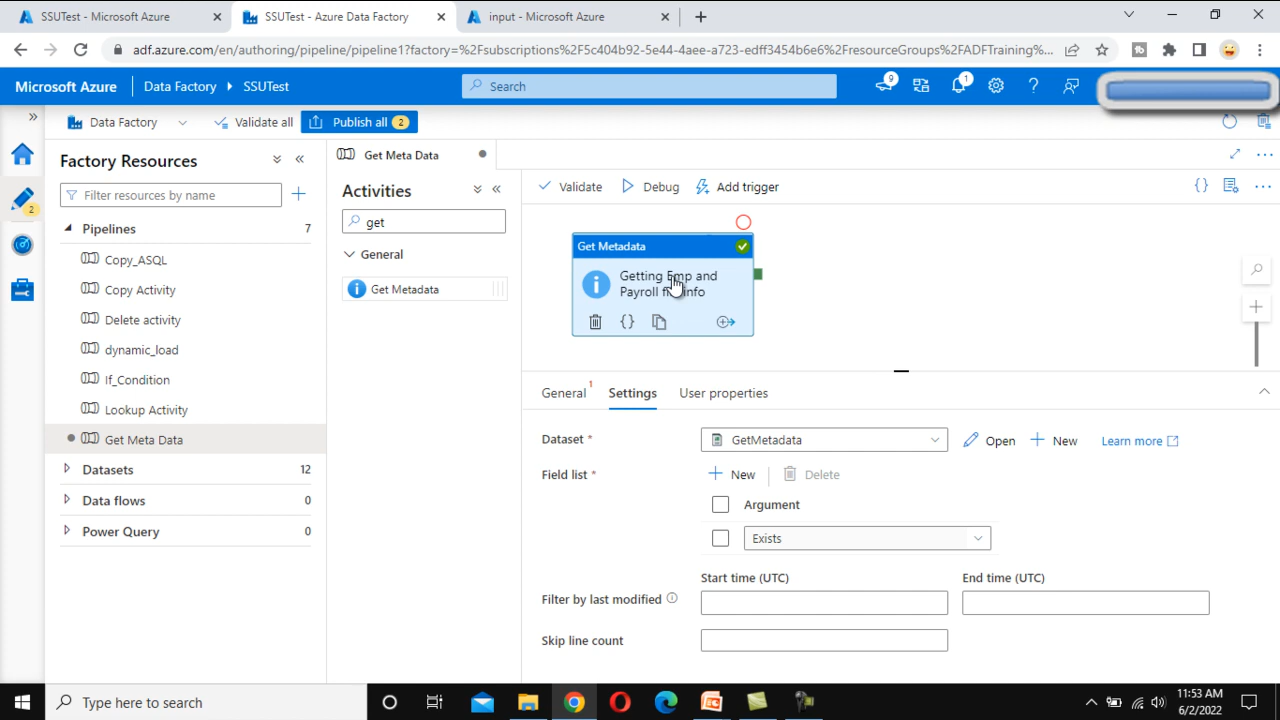 SSUTest - Microsoft Azure
SSUTest - Azure Data Factory
input - Microsoft Azure
adf.azure.com/en/authoring/pipeline/pipeline1?factory=%2Fsubscriptions%2F5c404b92-5e44-4aee-a723-edff3454b6e6%2FresourceGroups%2FADFTraining%...
Microsoft Azure
Data Factory
SSUTest
Search
9
1
Data Factory
Validate all
Publish all 2
2
Factory Resources
Filter resources by name
Pipelines 7
Copy_ASQL
Copy Activity
Delete activity
dynamic_load
If_Condition
Lookup Activity
Get Meta Data
Datasets 12
Data flows 0
Power Query 0
Get Meta Data
Activities
get
General
Get Metadata
Validate
Debug
Add trigger
Get Metadata
Getting Emp and
Payroll info
General 1
Settings
User properties
Dataset *
GetMetadata
Open
New
Learn more
Field list *
New
Delete
Argument
Exists
Start time (UTC)
End time (UTC)
Filter by last modified
Skip line count
Type here to search
11:53 AM
6/2/2022